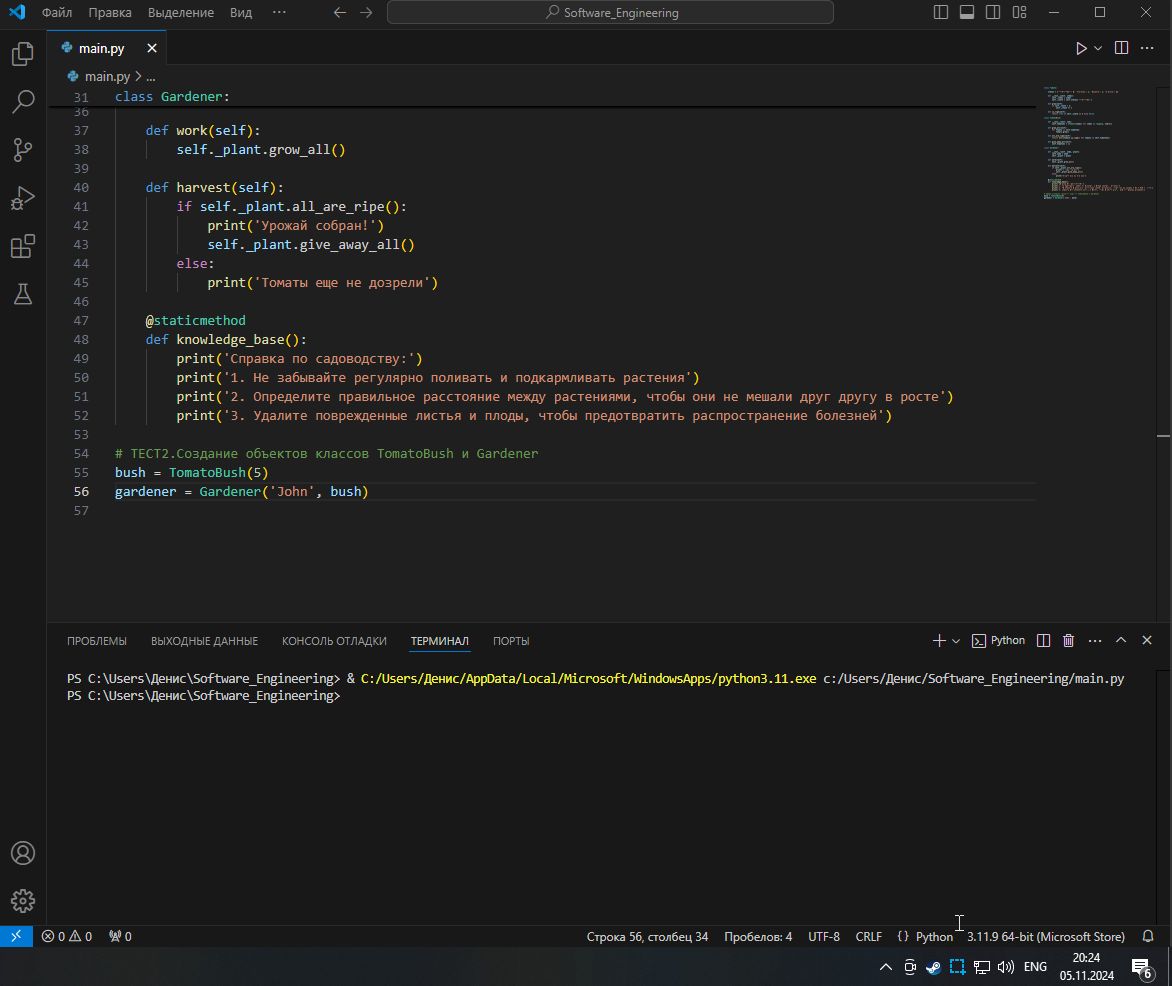 Файл Правка Выделение Вид ··· Software_Engineering
main.py
main.py > ...
31 class Gardener:
36
37 def work(self):
38 self._plant.grow_all()
39
40 def harvest(self):
41 if self._plant.all_are_ripe():
42 print('Урожай собран!')
43 self._plant.give_away_all()
44 else:
45 print('Томаты еще не дозрели')
46
47 @staticmethod
48 def knowledge_base():
49 print('Справка по садоводству:')
50 print('1. Не забывайте регулярно поливать и подкармливать растения')
51 print('2. Определите правильное расстояние между растениями, чтобы они не мешали друг другу в росте')
52 print('3. Удалите поврежденные листья и плоды, чтобы предотвратить распространение болезней')
53
54 # ТЕСТ2.Создание объектов классов TomatoBush и Gardener
55 bush = TomatoBush(5)
56 gardener = Gardener('John', bush)
57
ПРОБЛЕМЫ ВЫХОДНЫЕ ДАННЫЕ КОНСОЛЬ ОТЛАДКИ ТЕРМИНАЛ ПОРТЫ Python
PS C:\Users\Денис\Software_Engineering> & C:/Users/Денис/AppData/Local/Microsoft/WindowsApps/python3.11.exe c:/Users/Денис/Software_Engineering/main.py
PS C:\Users\Денис\Software_Engineering>
0 0 0 Строка 56, столбец 34 Пробелов: 4 UTF-8 CRLF {} Python 3.11.9 64-bit (Microsoft Store)
ENG 20:24
05.11.2024
6